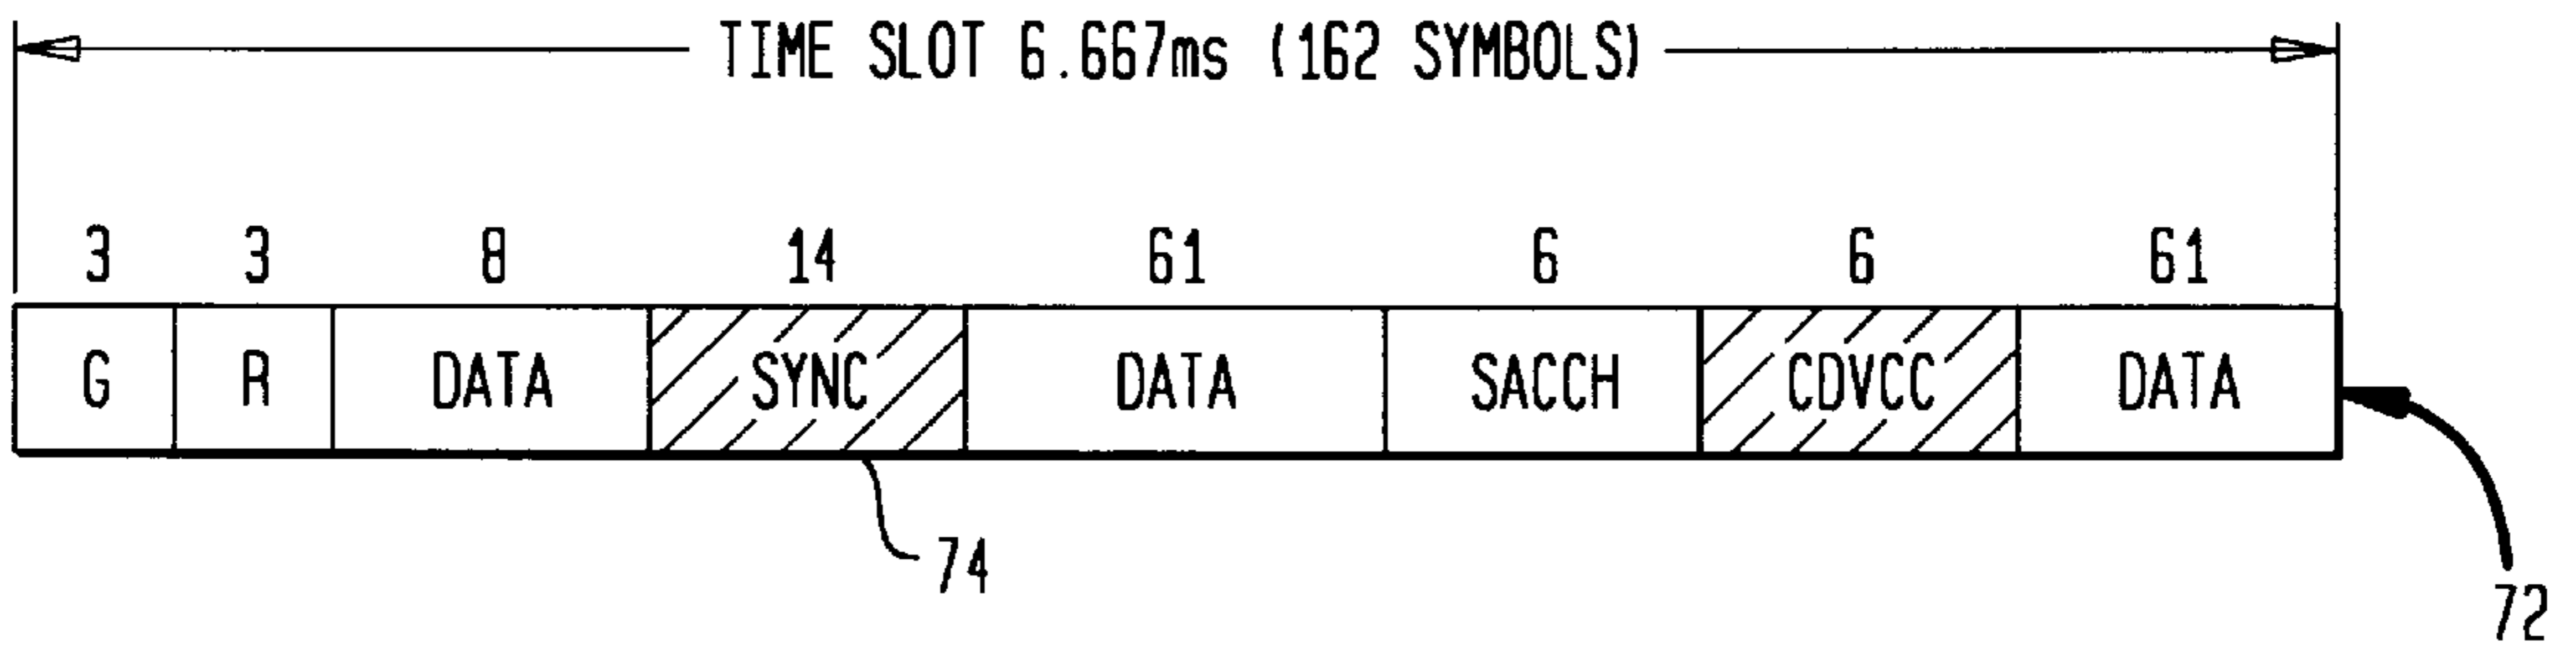 TIME SLOT 6.667ms (162 SYMBOLS)
3 3 8 14 61 6 6 61
G R DATA SYNC DATA SACCH CDVCC DATA
74
72